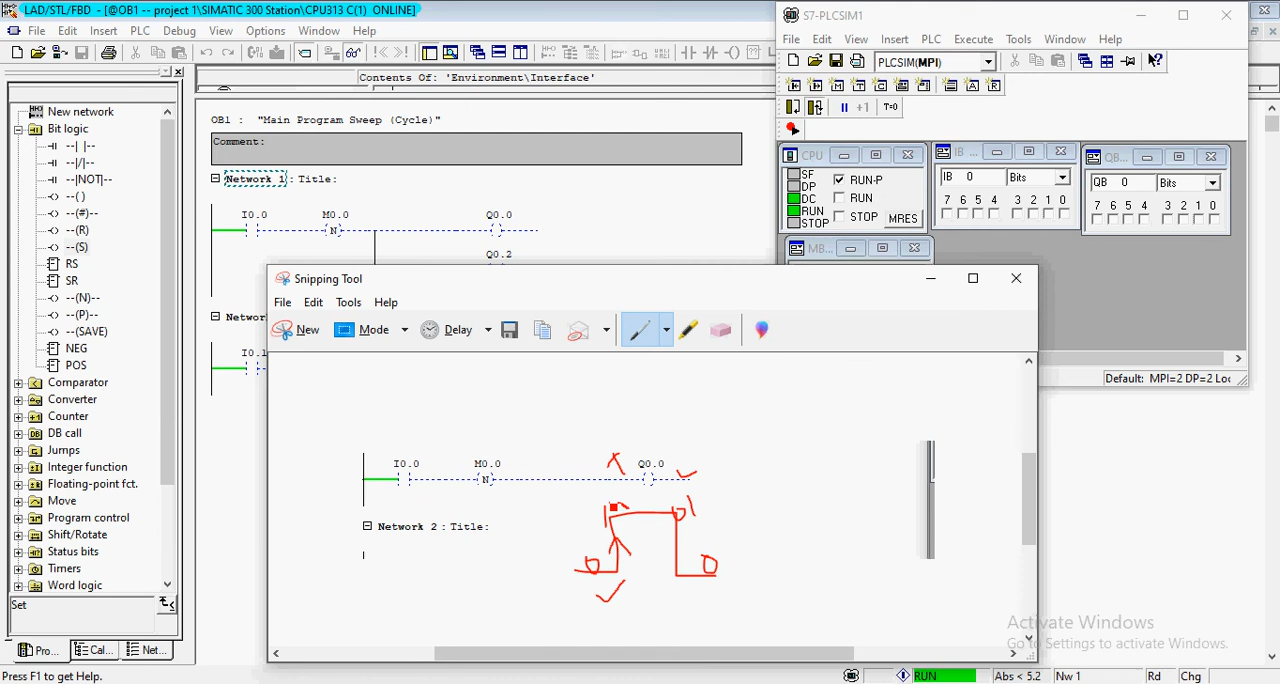 LAD/STL/FBD - [@OB1 -- project 1\SIMATIC 300 Station\CPU313 C(1) ONLINE]
File Edit Insert PLC Debug View Options Window Help
Contents Of: 'Environment\Interface'
New network
Bit logic
--| |--
--|/|--
--|NOT|--
--( )
--(#)--
--(R)
--(S)
RS
SR
--(N)--
--(P)--
--(SAVE)
NEG
POS
Comparator
Converter
Counter
DB call
Jumps
Integer function
Floating-point fct.
Move
Program control
Shift/Rotate
Status bits
Timers
Word logic
Set
Pro... Cal... Net...
Press F1 to get Help.
OB1 : "Main Program Sweep (Cycle)"
Comment:
Network 1 : Title:
I0.0 M0.0 Q0.0
N
Q0.2
Networ
I0.1
S7-PLCSIM1
File Edit View Insert PLC Execute Tools Window Help
PLCSIM(MPI)
+1 T=0
CPU
SF
DP
DC
RUN
STOP
RUN-P
RUN
STOP MRES
IB ...
IB 0 Bits
7 6 5 4 3 2 1 0
QB...
QB 0 Bits
7 6 5 4 3 2 1 0
MB...
Default: MPI=2 DP=2 Loc
Snipping Tool
File Edit Tools Help
New Mode Delay
I0.0 M0.0 Q0.0
N
Network 2 : Title:
0 1 0
Activate Windows
Go to Settings to activate Windows.
RUN Abs < 5.2 Nw 1 Rd Chg